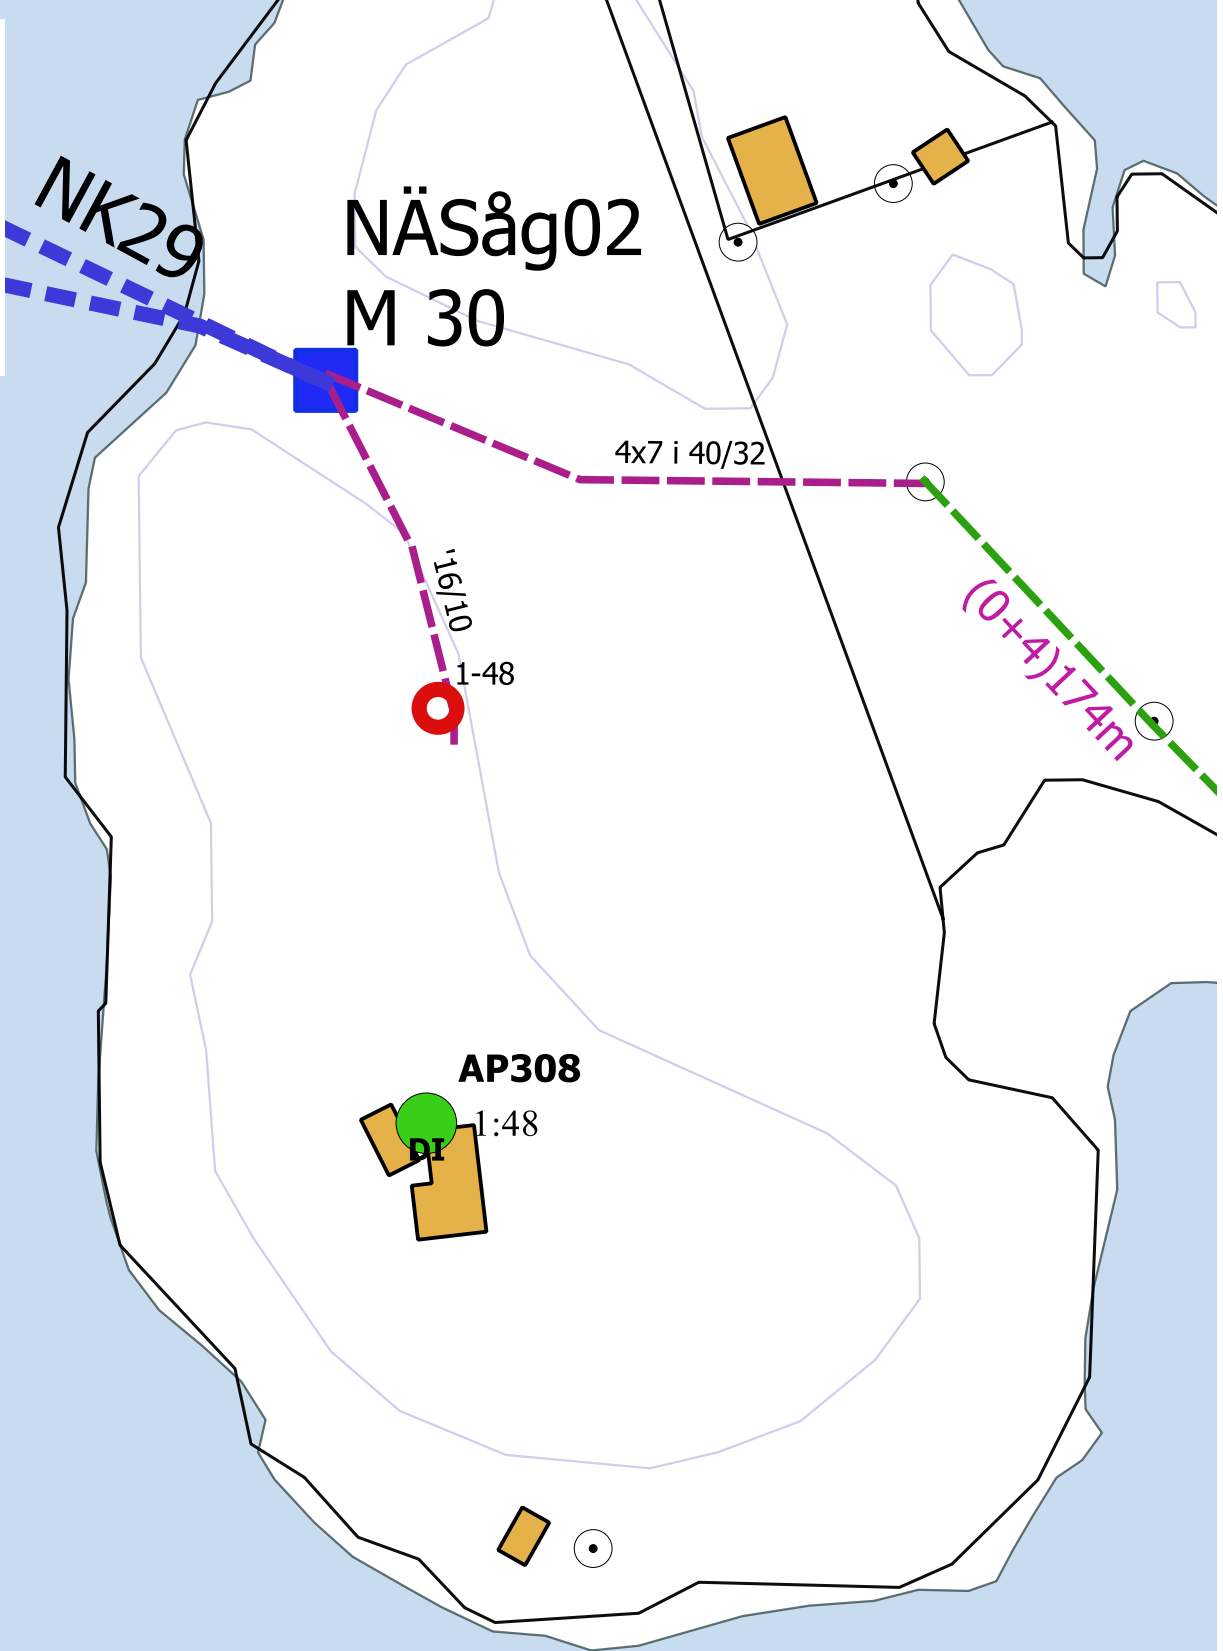 NK29
NÄSåg02
M 30
4x7 i 40/32
'16/10
(0+4)174m
1-48
AP308
1:48
DI